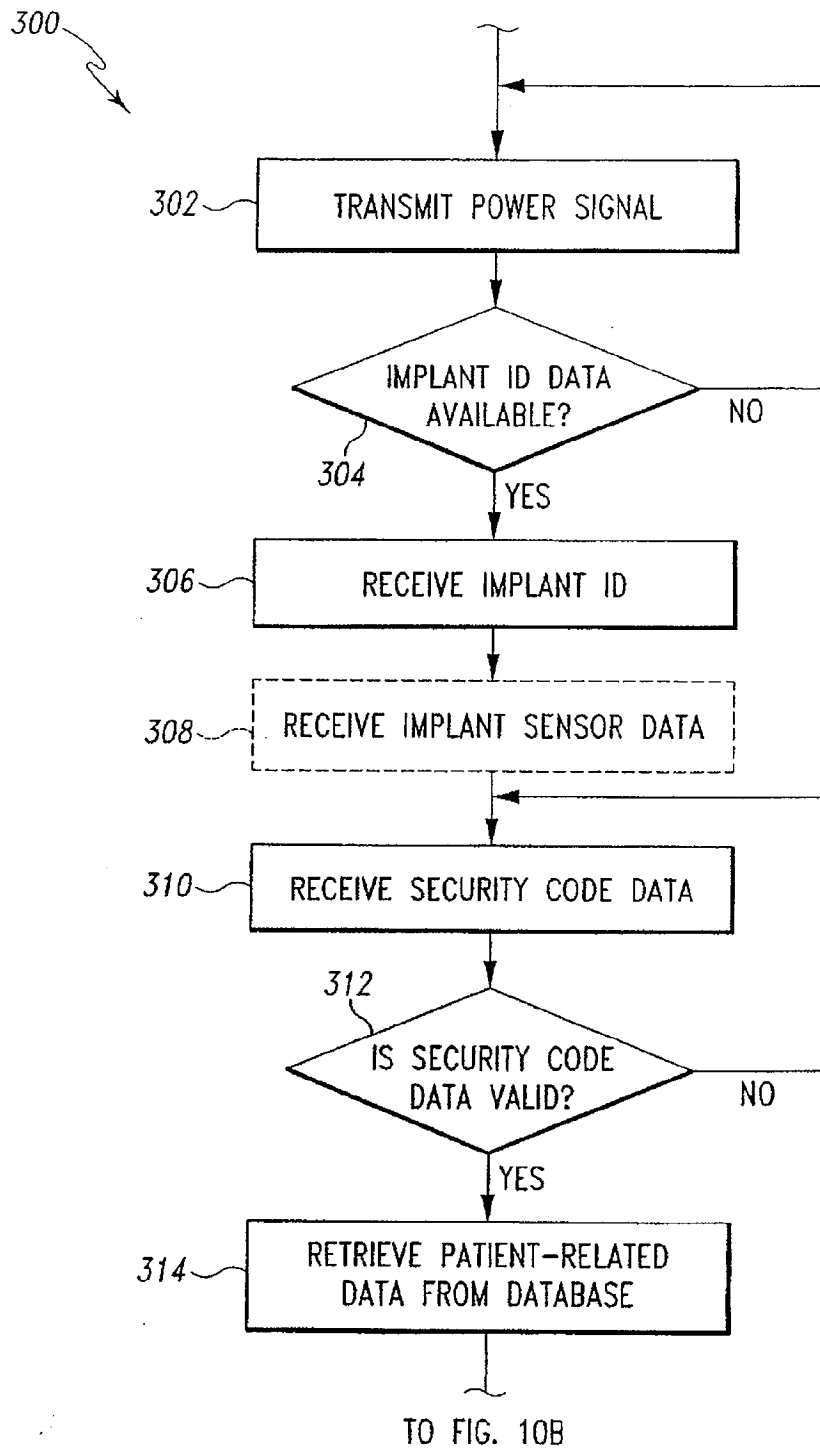 300
302
TRANSMIT POWER SIGNAL
IMPLANT ID DATA
AVAILABLE?
NO
304
YES
306
RECEIVE IMPLANT ID
308
RECEIVE IMPLANT SENSOR DATA
310
RECEIVE SECURITY CODE DATA
312
IS SECURITY CODE
DATA VALID?
NO
YES
314
RETRIEVE PATIENT-RELATED
DATA FROM DATABASE
TO FIG. 10B